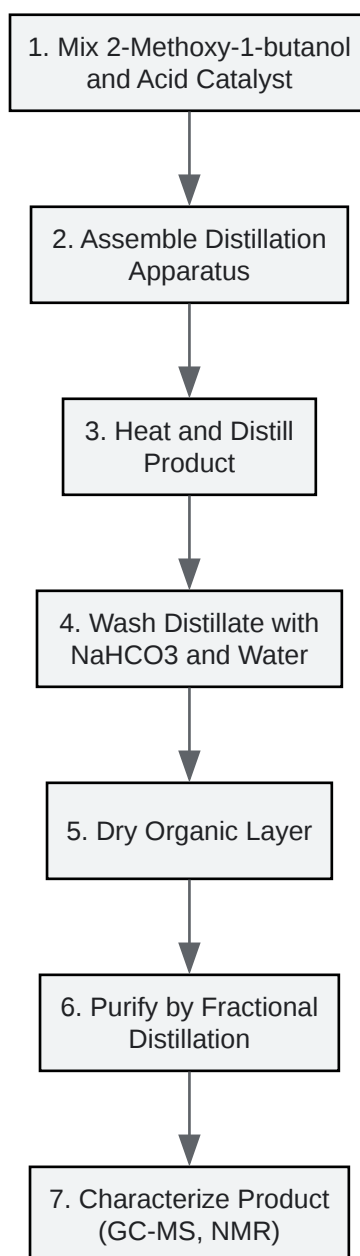 1. Mix 2-Methoxy-1-butanol
and Acid Catalyst
2. Assemble Distillation
Apparatus
3. Heat and Distill
Product
4. Wash Distillate with
NaHCO3 and Water
5. Dry Organic Layer
6. Purify by Fractional
Distillation
7. Characterize Product
(GC-MS, NMR)